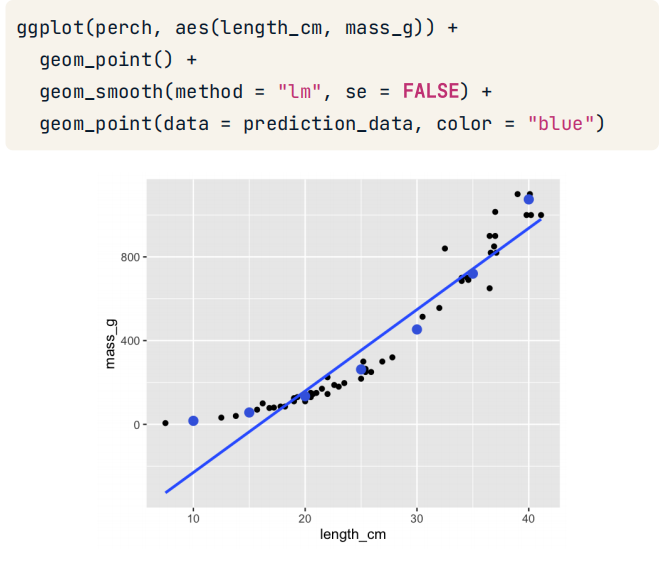 ggplot(perch, aes(length_cm, mass_g)) +
  geom_point() +
  geom_smooth(method = "lm", se = FALSE) +
  geom_point(data = prediction_data, color = "blue")
800
400
0
mass_g
10 20 30 40
length_cm